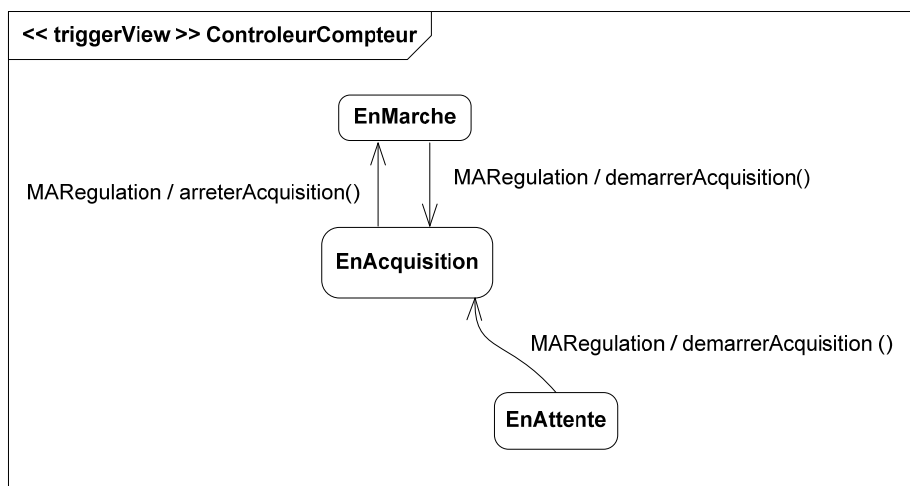 << triggerView >> ControleurCompteur
EnMarche
MARegulation / arreterAcquisition()
MARegulation / demarrerAcquisition()
EnAcquisition
MARegulation / demarrerAcquisition ()
EnAttente